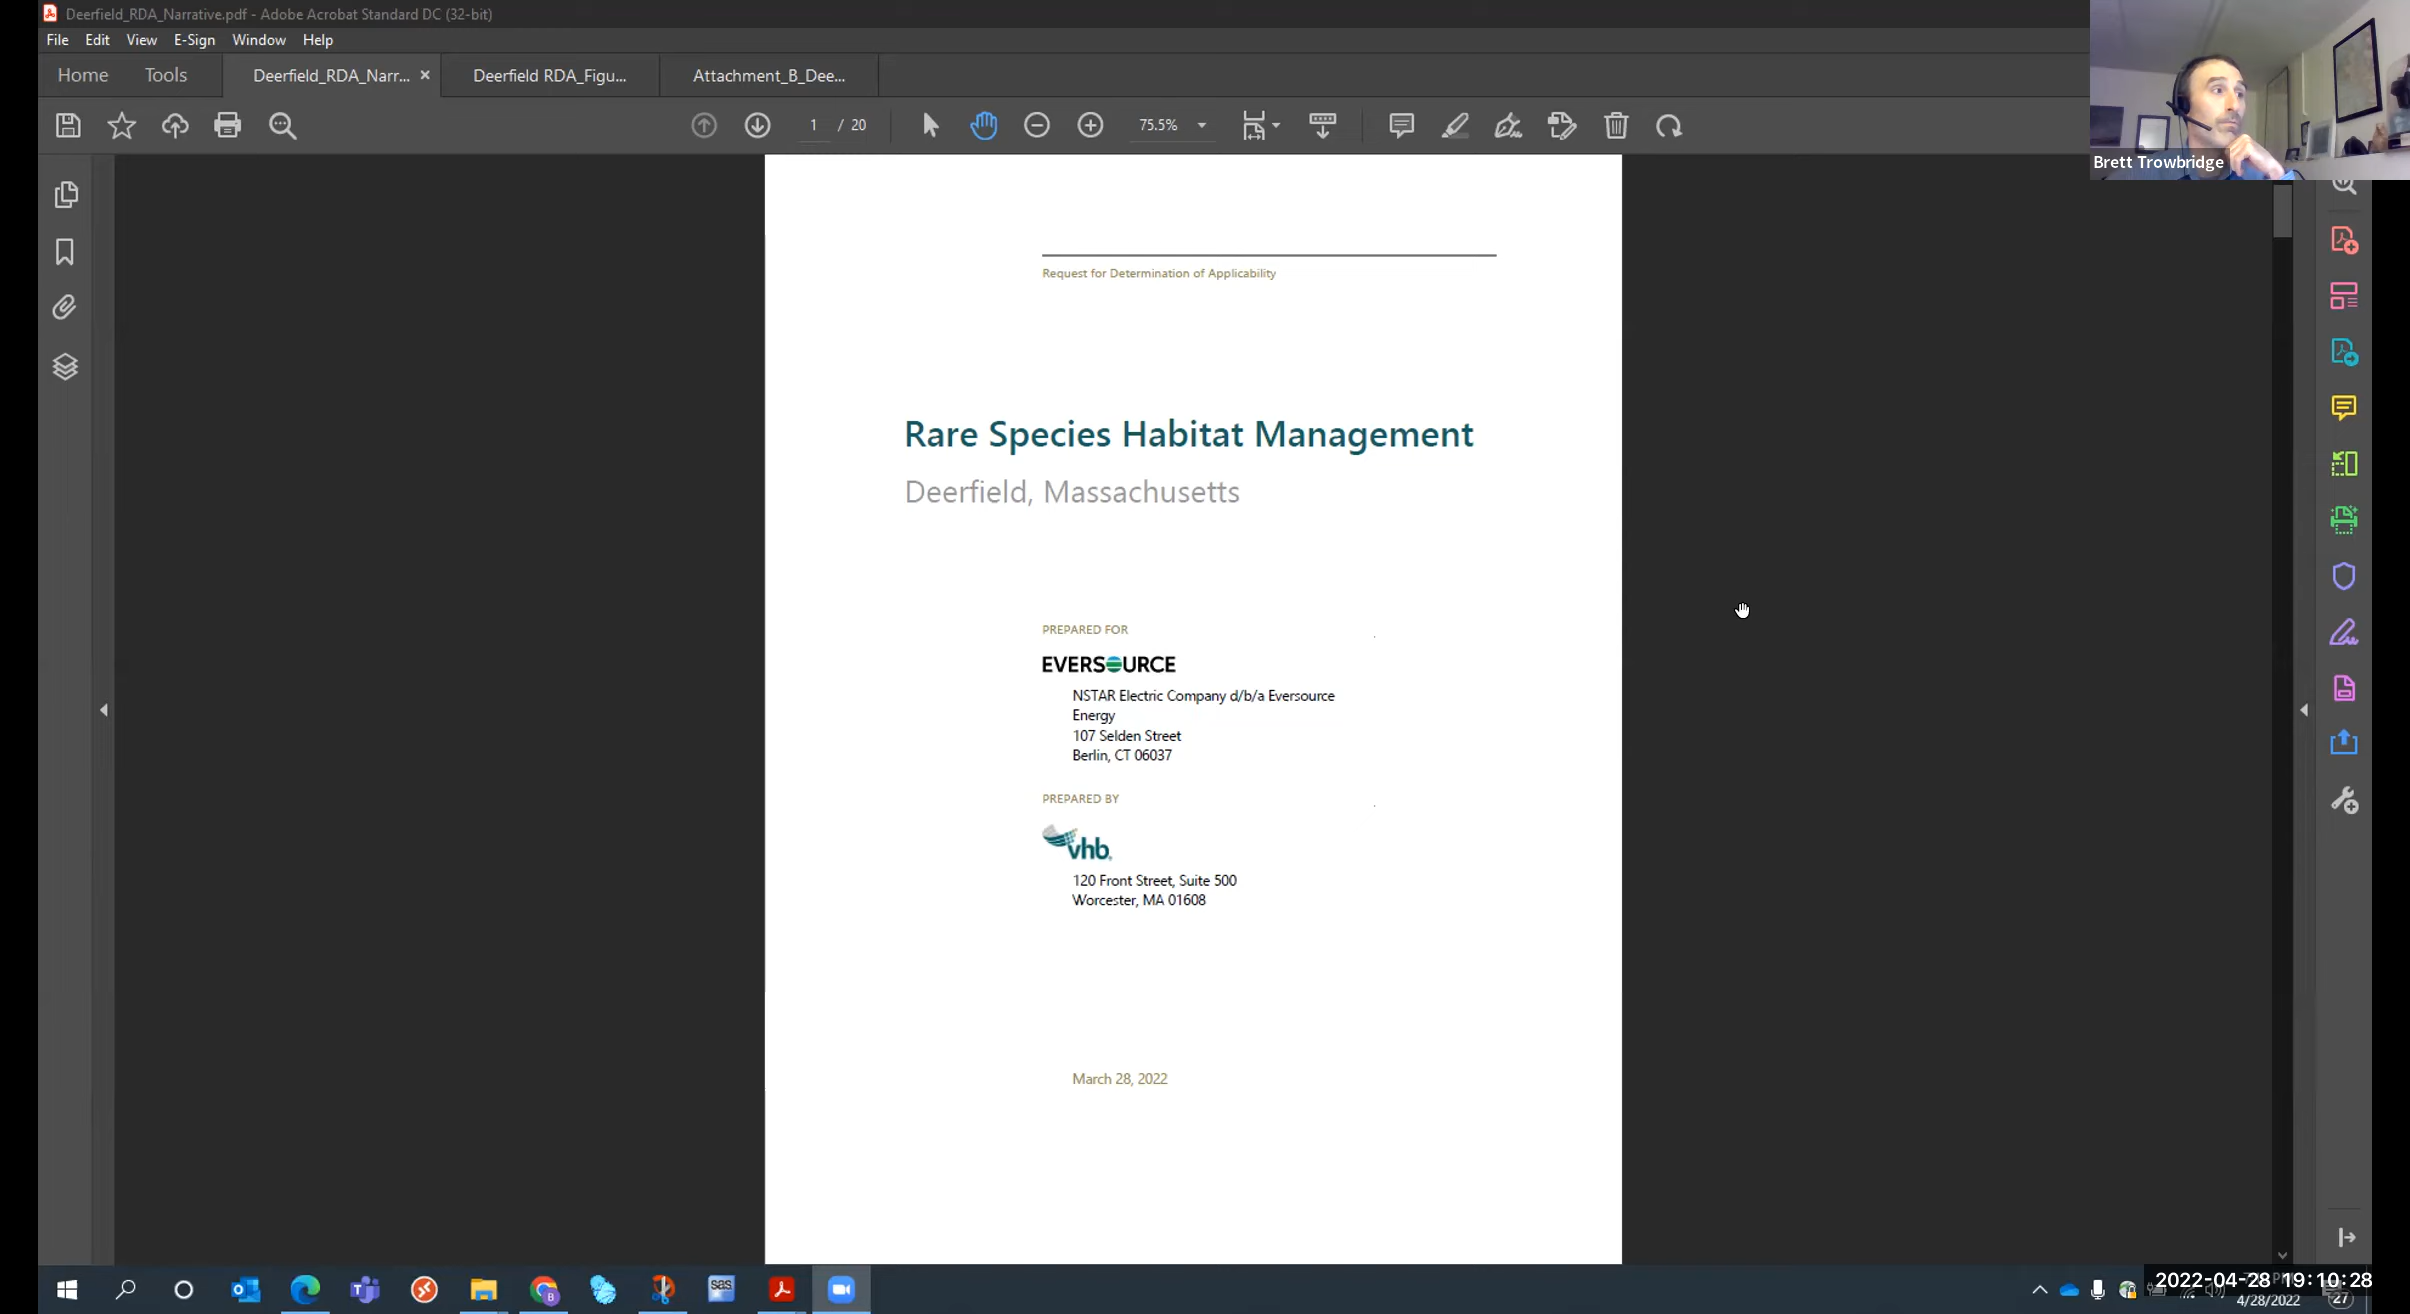 Deerfield_RDA_Narrative.pdf - Adobe Acrobat Standard DC (32-bit)
File Edit View E-Sign Window Help
Home Tools Deerfield_RDA_Narr... × Deerfield RDA_Figu... Attachment_B_Dee...
1 / 20 75.5%
Brett Trowbridge
Request for Determination of Applicability
Rare Species Habitat Management
Deerfield, Massachusetts
PREPARED FOR
EVERSOURCE
NSTAR Electric Company d/b/a Eversource
Energy
107 Selden Street
Berlin, CT 06037
PREPARED BY
vhb
120 Front Street, Suite 500
Worcester, MA 01608
March 28, 2022
sas
2022-04-28 19:10:28
4/28/2022
27